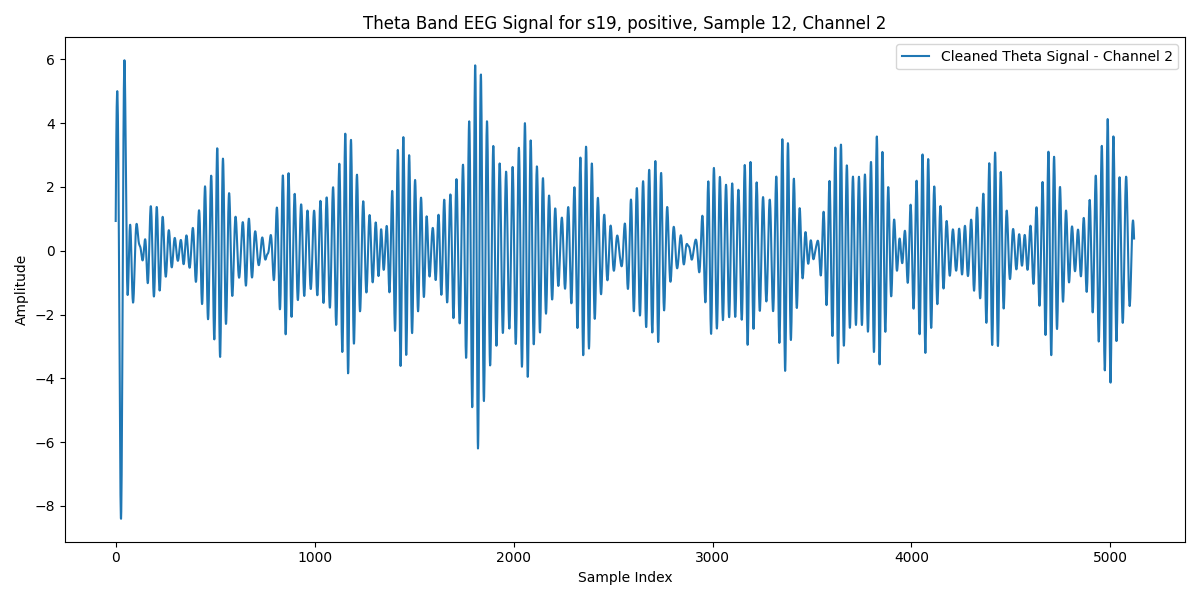 Theta Band EEG Signal for s19, positive, Sample 12, Channel 2
Cleaned Theta Signal - Channel 2
6
4
2
0
−2
−4
−6
−8
Amplitude
0 1000 2000 3000 4000 5000
Sample Index